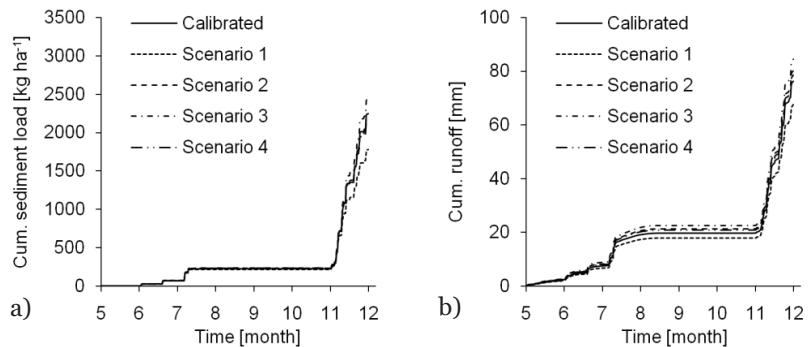 Cum. sediment load [kg ha⁻¹]
3500
3000
2500
2000
1500
1000
500
0
Calibrated
Scenario 1
Scenario 2
Scenario 3
Scenario 4
5 6 7 8 9 10 11 12
Time [month]
a)
Cum. runoff [mm]
100
80
60
40
20
0
Calibrated
Scenario 1
Scenario 2
Scenario 3
Scenario 4
5 6 7 8 9 10 11 12
Time [month]
b)